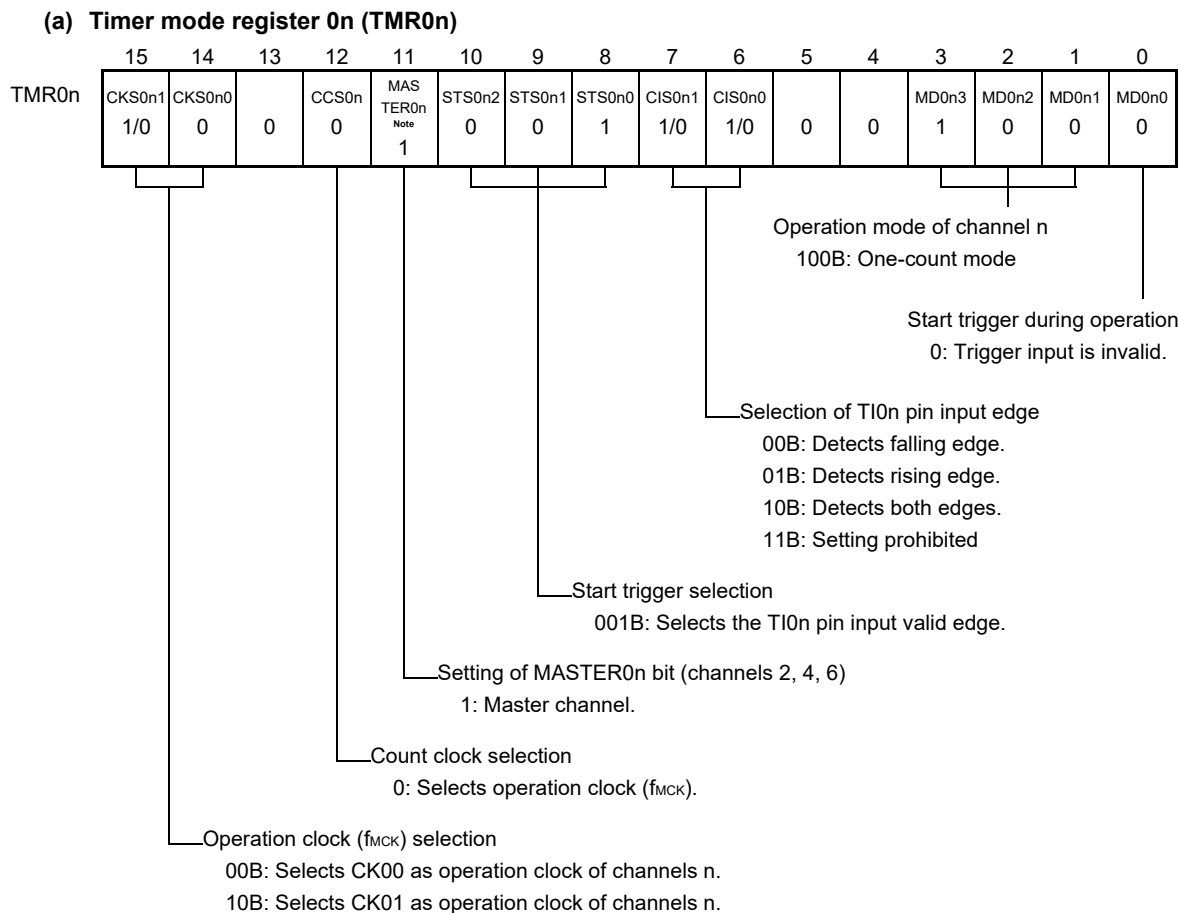 (a) Timer mode register 0n (TMR0n)
15 14 13 12 11 10 9 8 7 6 5 4 3 2 1 0
TMR0n CKS0n1 CKS0n0 CCS0n MAS TER0n Note STS0n2 STS0n1 STS0n0 CIS0n1 CIS0n0 MD0n3 MD0n2 MD0n1 MD0n0
1/0 0 0 0 1 0 0 1 1/0 1/0 0 0 1 0 0 0
Operation mode of channel n
100B: One-count mode
Start trigger during operation
0: Trigger input is invalid.
Selection of TI0n pin input edge
00B: Detects falling edge.
01B: Detects rising edge.
10B: Detects both edges.
11B: Setting prohibited
Start trigger selection
001B: Selects the TI0n pin input valid edge.
Setting of MASTER0n bit (channels 2, 4, 6)
1: Master channel.
Count clock selection
0: Selects operation clock (fMCK).
Operation clock (fMCK) selection
00B: Selects CK00 as operation clock of channels n.
10B: Selects CK01 as operation clock of channels n.